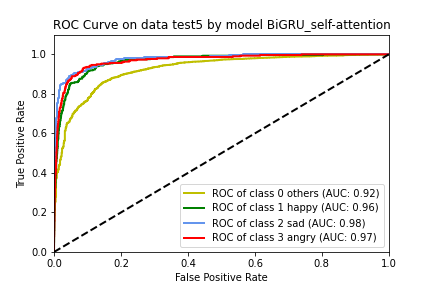 ROC Curve on data test5 by model BiGRU_self-attention
True Positive Rate
1.0
0.8
0.6
0.4
0.2
0.0
ROC of class 0 others (AUC: 0.92)
ROC of class 1 happy (AUC: 0.96)
ROC of class 2 sad (AUC: 0.98)
ROC of class 3 angry (AUC: 0.97)
0.0 0.2 0.4 0.6 0.8 1.0
False Positive Rate